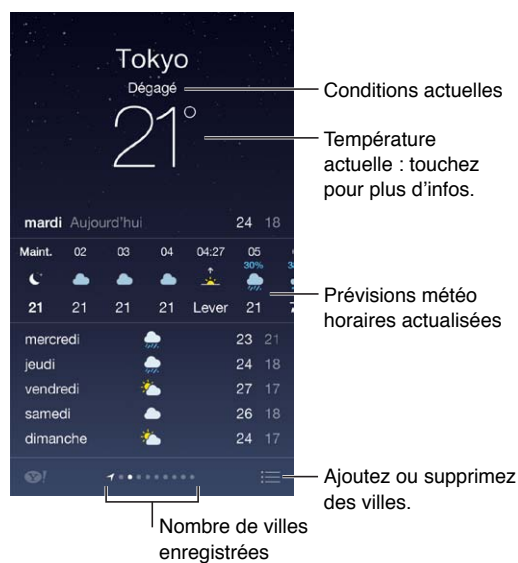 Tokyo
Dégagé
21°
Conditions actuelles
Température
actuelle : touchez
pour plus d'infos.
mardi Aujourd'hui 24 18
Maint. 02 03 04 04:27 05
30%
21 21 21 21 Lever 21
Prévisions météo
horaires actualisées
mercredi 23 21
jeudi 24 18
vendredi 27 17
samedi 26 18
dimanche 24 17
Y!
Ajoutez ou supprimez
des villes.
Nombre de villes
enregistrées